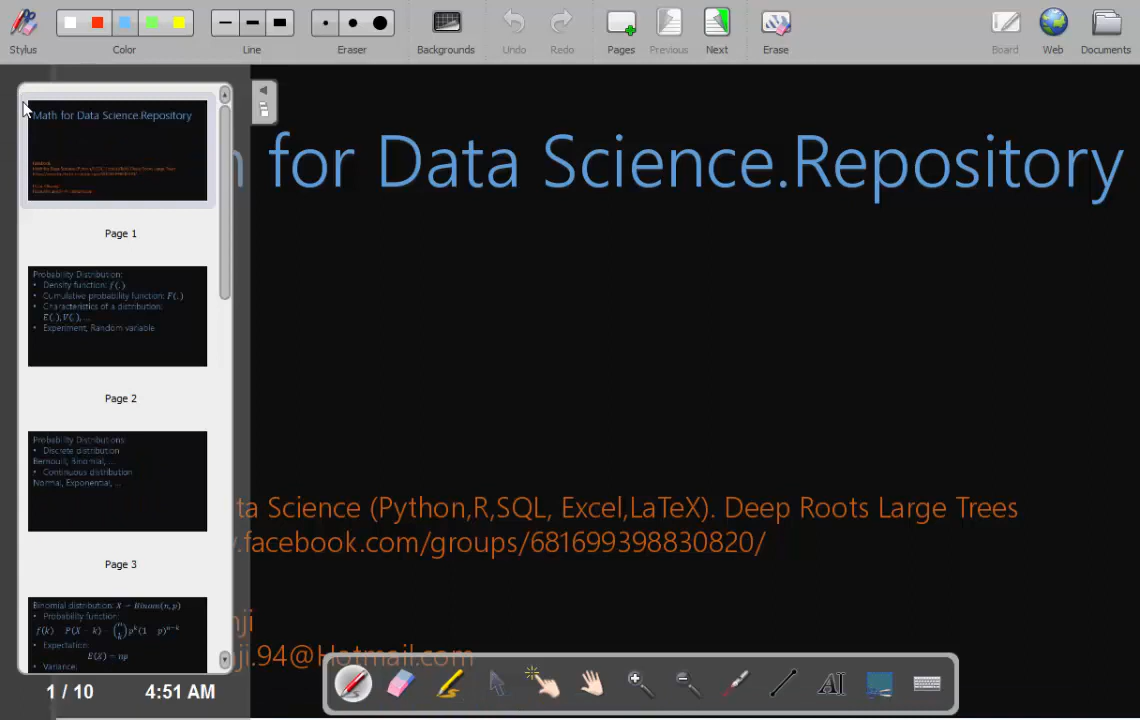 Stylus
Color
Line
Eraser
Backgrounds
Undo
Redo
Pages
Previous
Next
Erase
Board
Web
Documents
Math for Data Science.Repository
Page 1
Probability Distribution:
• Density function: f(.)
• Cumulative probability function: F(.)
• Characteristics of a distribution:
E(.), V(.), ...
• Experiment, Random variable
Page 2
Probability Distributions:
• Discrete distribution
Bernoulli, Binomial, ...
• Continuous distribution
Normal, Exponential, ...
Page 3
Binomial distribution: X ~ Binom(n, p)
• Probability function:
f(k) = P(X = k) = (n k) p^k (1 - p)^{n-k}
• Expectation:
E(X) = np
• Variance:
1 / 10
4:51 AM
for Data Science.Repository
ta Science (Python,R,SQL, Excel,LaTeX). Deep Roots Large Trees
.facebook.com/groups/681699398830820/
ji
ji.94@Hotmail.com
AI